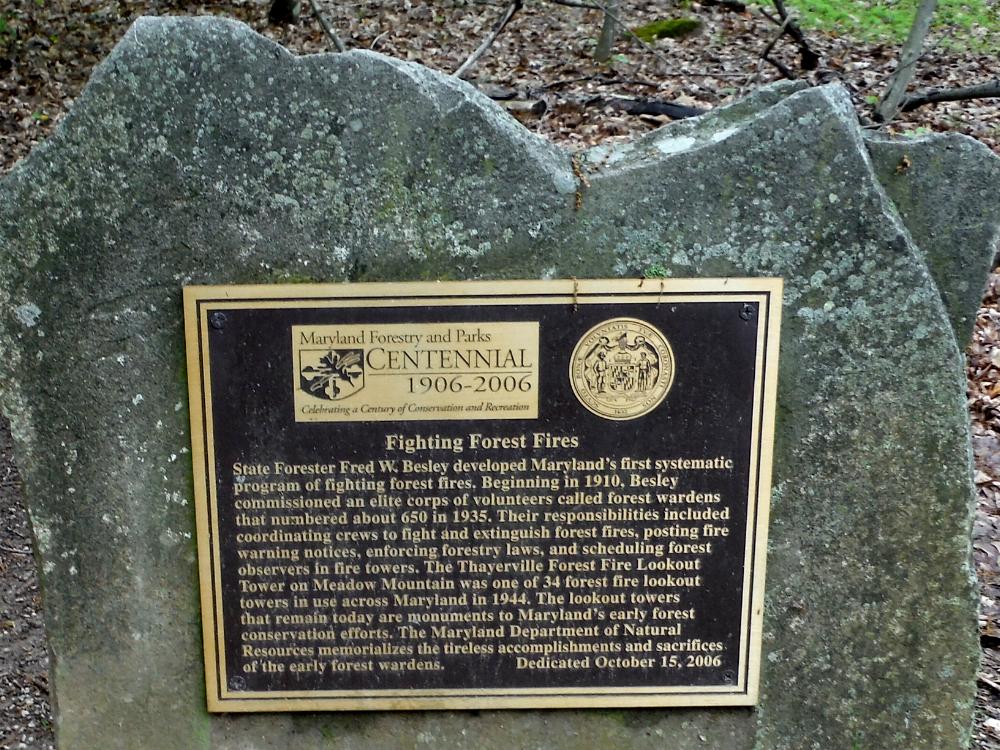 Maryland Forestry and Parks
CENTENNIAL
1906-2006
Celebrating a Century of Conservation and Recreation
Fighting Forest Fires
State Forester Fred W. Besley developed Maryland's first systematic
program of fighting forest fires. Beginning in 1910, Besley
commissioned an elite corps of volunteers called forest wardens
that numbered about 650 in 1935. Their responsibilities included
coordinating crews to fight and extinguish forest fires, posting fire
warning notices, enforcing forestry laws, and scheduling forest
observers in fire towers. The Thayerville Forest Fire Lookout
Tower on Meadow Mountain was one of 34 forest fire lookout
towers in use across Maryland in 1944. The lookout towers
that remain today are monuments to Maryland's early forest
conservation efforts. The Maryland Department of Natural
Resources memorializes the tireless accomplishments and sacrifices
of the early forest wardens. Dedicated October 15, 2006